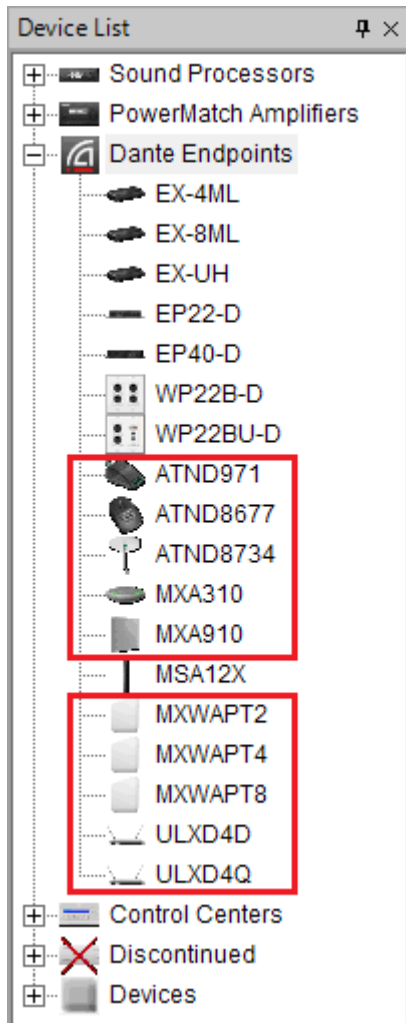 Device List
Sound Processors
PowerMatch Amplifiers
Dante Endpoints
EX-4ML
EX-8ML
EX-UH
EP22-D
EP40-D
WP22B-D
WP22BU-D
ATND971
ATND8677
ATND8734
MXA310
MXA910
MSA12X
MXWAPT2
MXWAPT4
MXWAPT8
ULXD4D
ULXD4Q
Control Centers
Discontinued
Devices